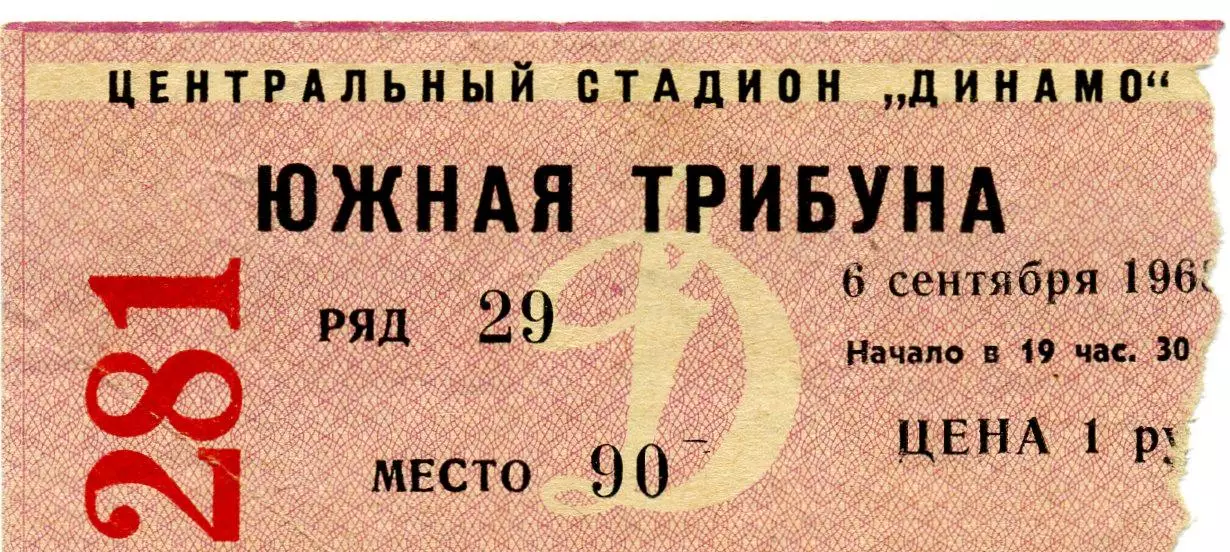 ЦЕНТРАЛЬНЫЙ СТАДИОН „ДИНАМО“
ЮЖНАЯ ТРИБУНА
281
6 сентября
РЯД 29
Начало в 19 час. 30
ЦЕНА 1
МЕСТО 90